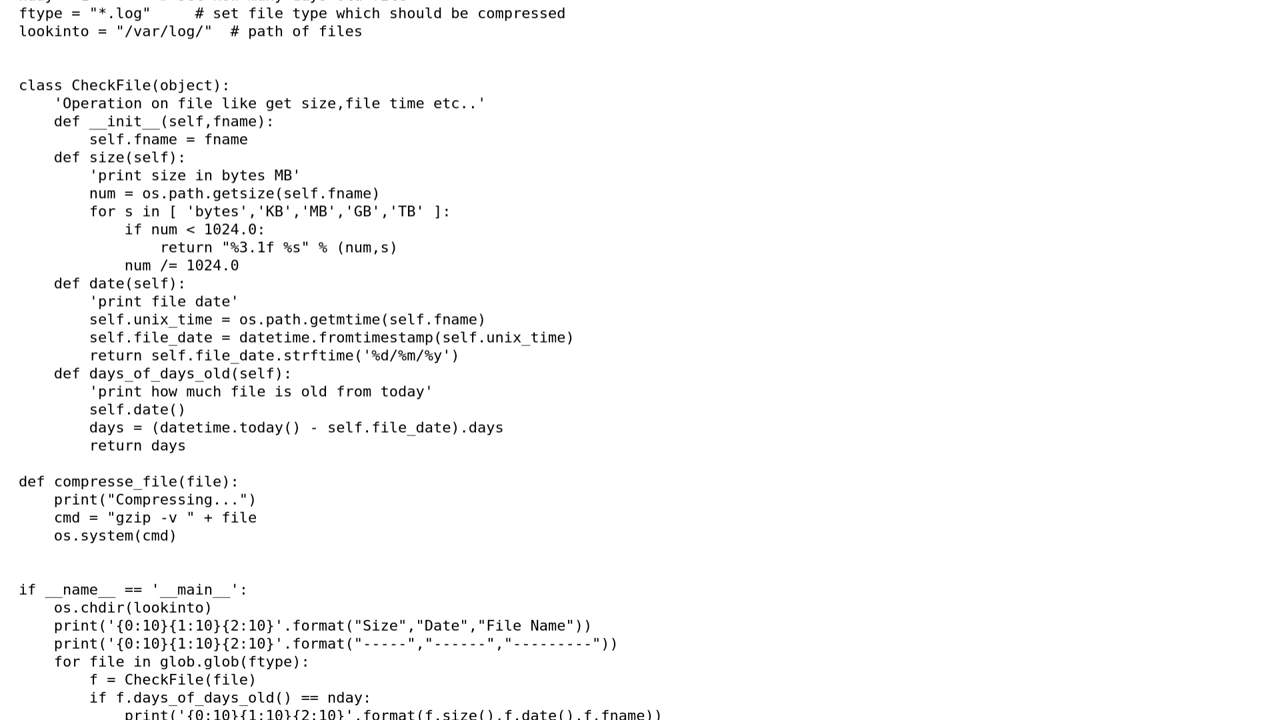 ftype = "*.log"     # set file type which should be compressed
lookinto = "/var/log/"  # path of files
class CheckFile(object):
    'Operation on file like get size,file time etc..'
    def __init__(self,fname):
        self.fname = fname
    def size(self):
        'print size in bytes MB'
        num = os.path.getsize(self.fname)
        for s in [ 'bytes','KB','MB','GB','TB' ]:
            if num < 1024.0:
                return "%3.1f %s" % (num,s)
            num /= 1024.0
    def date(self):
        'print file date'
        self.unix_time = os.path.getmtime(self.fname)
        self.file_date = datetime.fromtimestamp(self.unix_time)
        return self.file_date.strftime('%d/%m/%y')
    def days_of_days_old(self):
        'print how much file is old from today'
        self.date()
        days = (datetime.today() - self.file_date).days
        return days
def compresse_file(file):
    print("Compressing...")
    cmd = "gzip -v " + file
    os.system(cmd)
if __name__ == '__main__':
    os.chdir(lookinto)
    print('{0:10}{1:10}{2:10}'.format("Size","Date","File Name"))
    print('{0:10}{1:10}{2:10}'.format("-----","------","---------"))
    for file in glob.glob(ftype):
        f = CheckFile(file)
        if f.days_of_days_old() == nday:
            print('{0:10}{1:10}{2:10}'.format(f.size(),f.date(),f.fname))